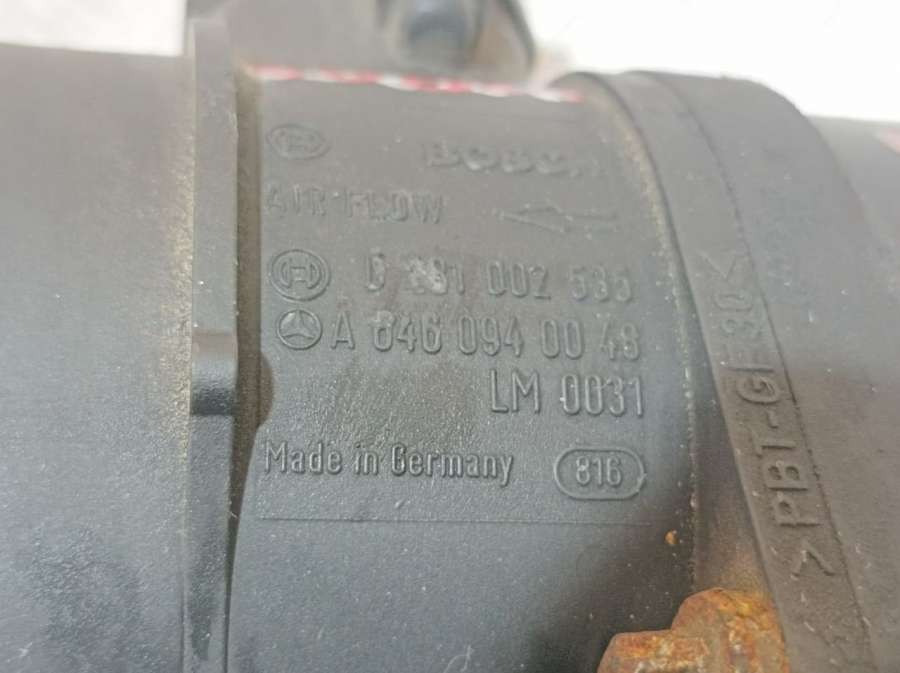 BOSCH
AIR FLOW
0 281 002 535
A 646 094 00 48
LM 0031
Made in Germany 816
>PBT-GF30<